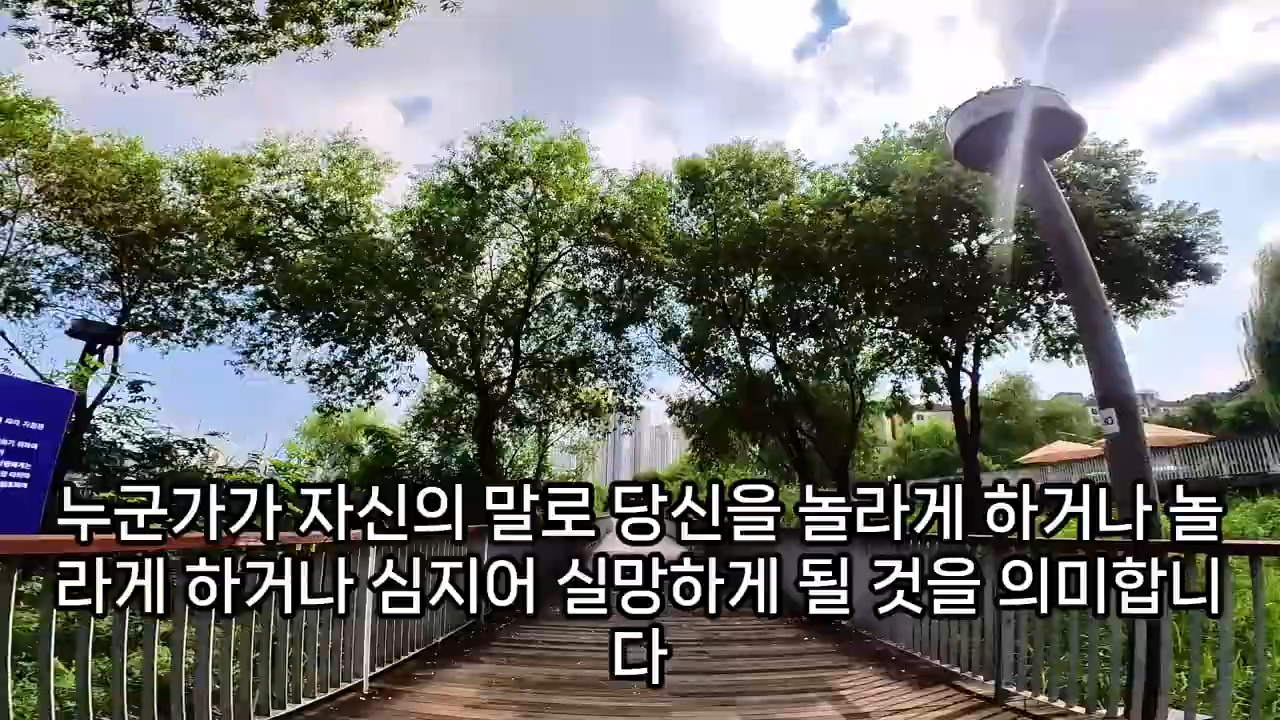 누군가가 자신의 말로 당신을 놀라게 하거나 놀
라게 하거나 심지어 실망하게 될 것을 의미합니
다